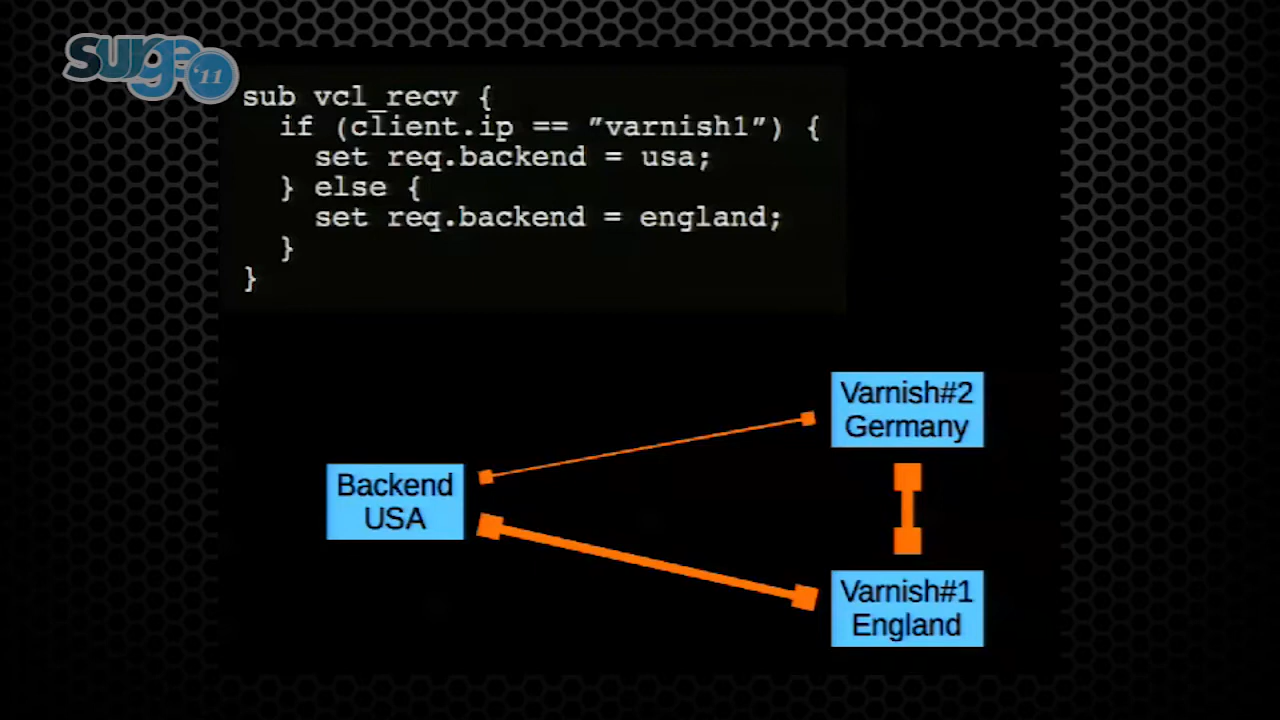 surge '11
sub vcl_recv {
  if (client.ip == ”varnish1”) {
    set req.backend = usa;
  } else {
    set req.backend = england;
  }
}
Varnish#2
Germany
Backend
USA
Varnish#1
England